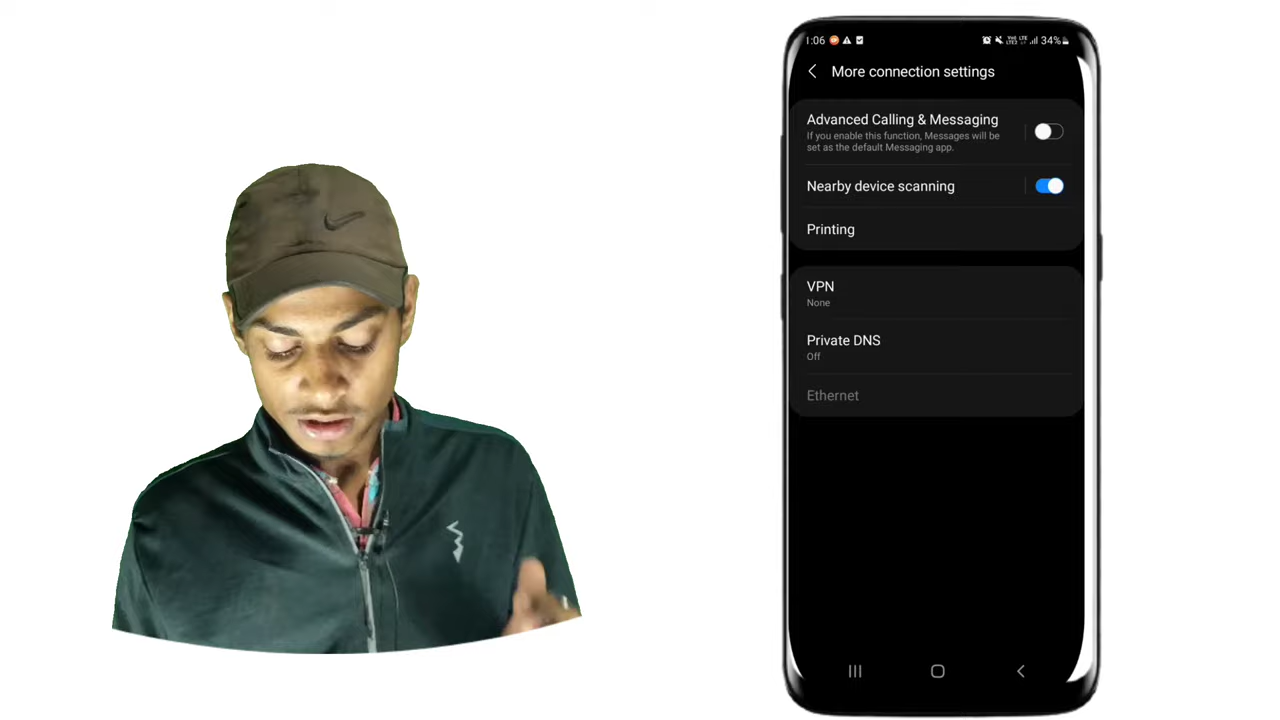 1:06
34%
More connection settings
Advanced Calling & Messaging
If you enable this function, Messages will be
set as the default Messaging app.
Nearby device scanning
Printing
VPN
None
Private DNS
Off
Ethernet